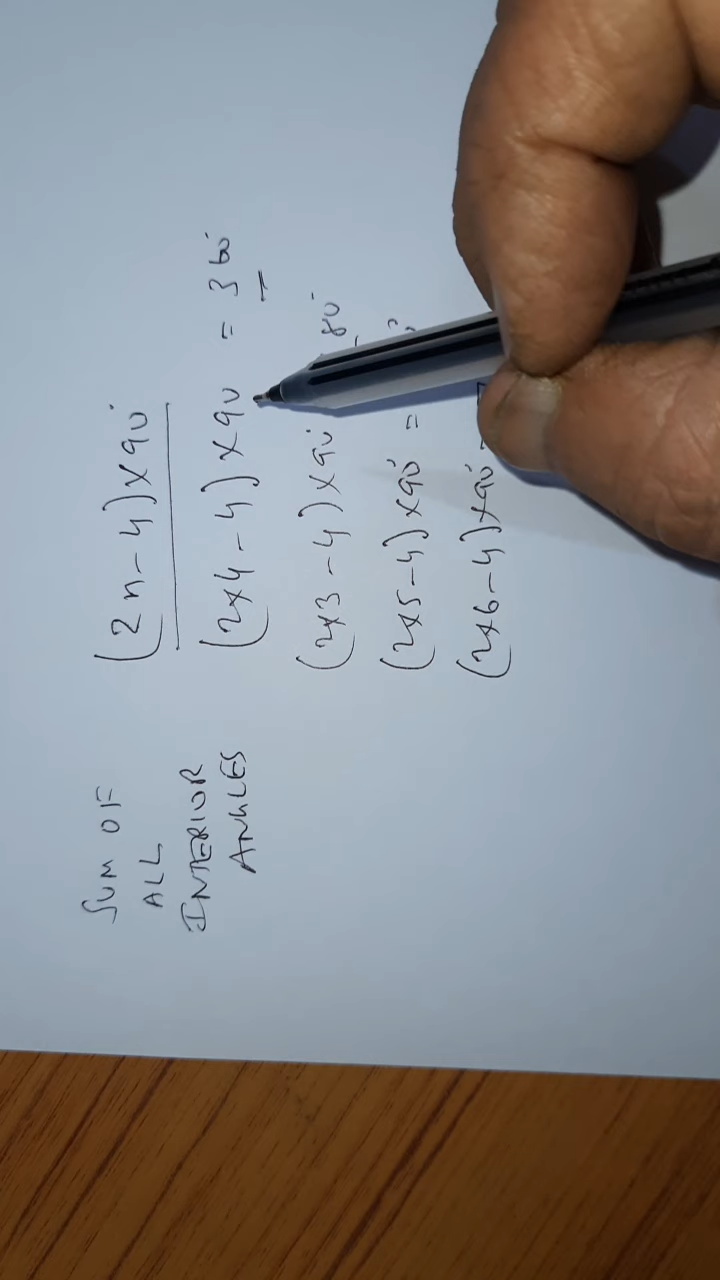 SUM OF
ALL
INTERIOR
ANGLES
(2n-4)×90°
(2×4-4)×90 = 360°
(2×3-4)×90° 80°
(2×5-4)×90° =
(2×6-4)×90°